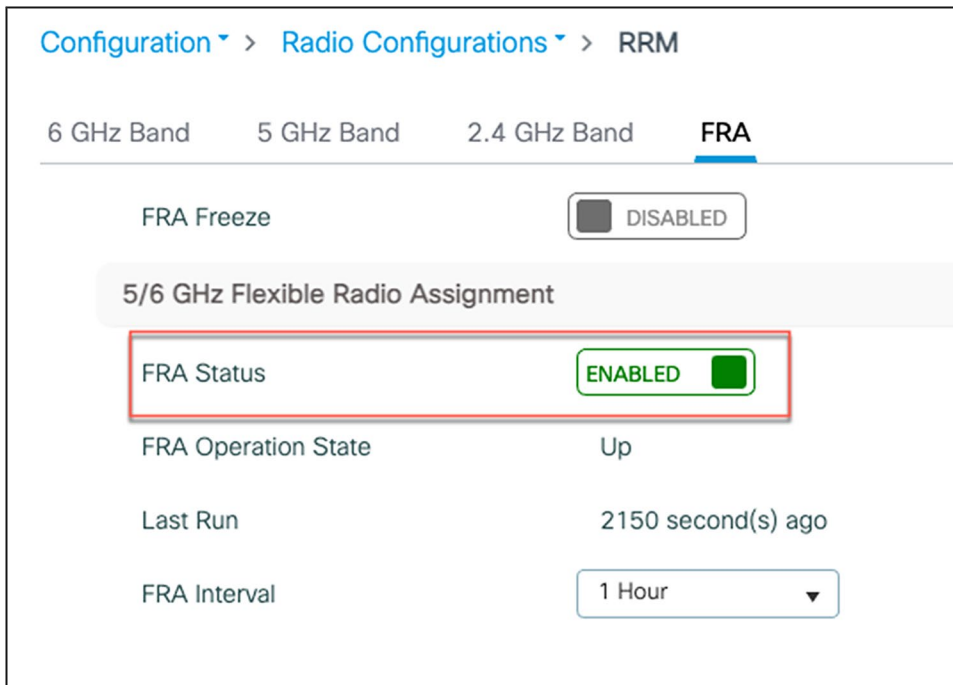 Configuration > Radio Configurations > RRM
6 GHz Band 5 GHz Band 2.4 GHz Band FRA
FRA Freeze DISABLED
5/6 GHz Flexible Radio Assignment
FRA Status ENABLED
FRA Operation State Up
Last Run 2150 second(s) ago
FRA Interval 1 Hour